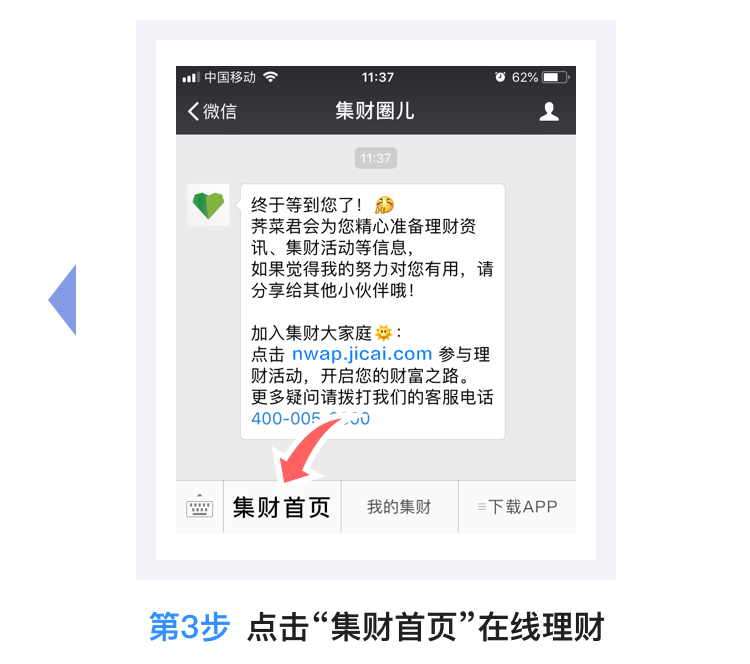 中国移动 11:37 62%
微信 集财圈儿
11:37
终于等到您了！
荠菜君会为您精心准备理财资
讯、集财活动等信息，
如果觉得我的努力对您有用，请
分享给其他小伙伴哦！
加入集财大家庭：
点击 nwap.jicai.com 参与理
财活动，开启您的财富之路。
更多疑问请拨打我们的客服电话
400-005-
集财首页 我的集财 ≡下载APP
第3步 点击“集财首页”在线理财